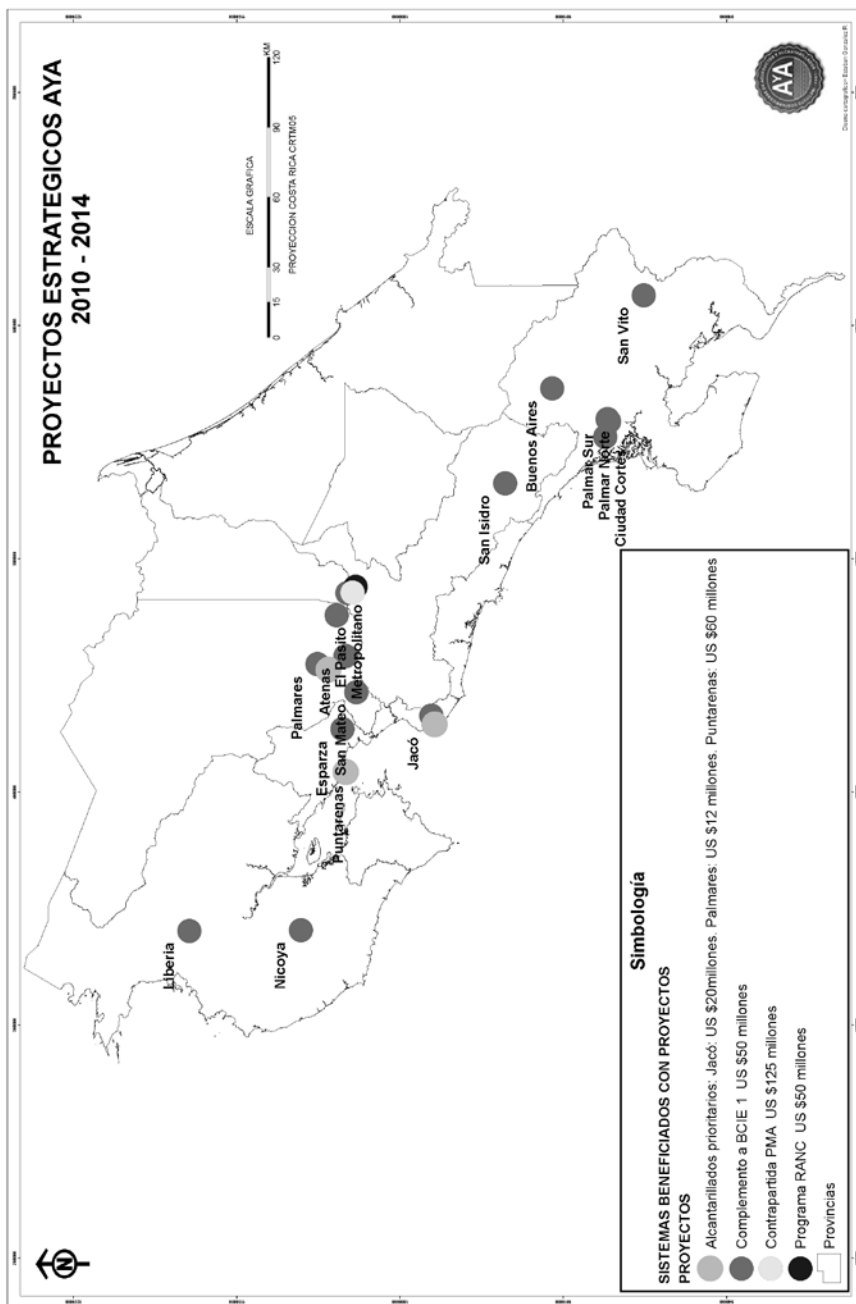 PROYECTOS ESTRATEGICOS AYA
2010 - 2014
ESCALA GRAFICA
0 15 30 60 90 120
KM
PROYECCION COSTA RICA CRTM05
N
Liberia
Nicoya
Palmares
Atenas
El Pasito
Metropolitano
Esparza
San Mateo
Puntarenas
Jacó
San Isidro
Buenos Aires
Palmar Sur
Palmar Norte
Ciudad Cortés
San Vito
Simbología
SISTEMAS BENEFICIADOS CON PROYECTOS
PROYECTOS
Alcantarillados prioritarios: Jacó: US $20millones. Palmares: US $12 millones. Puntarenas: US $60 millones
Complemento a BCIE 1 US $50 millones
Contrapartida PMA US $125 millones
Programa RANC US $50 millones
Provincias
AYA